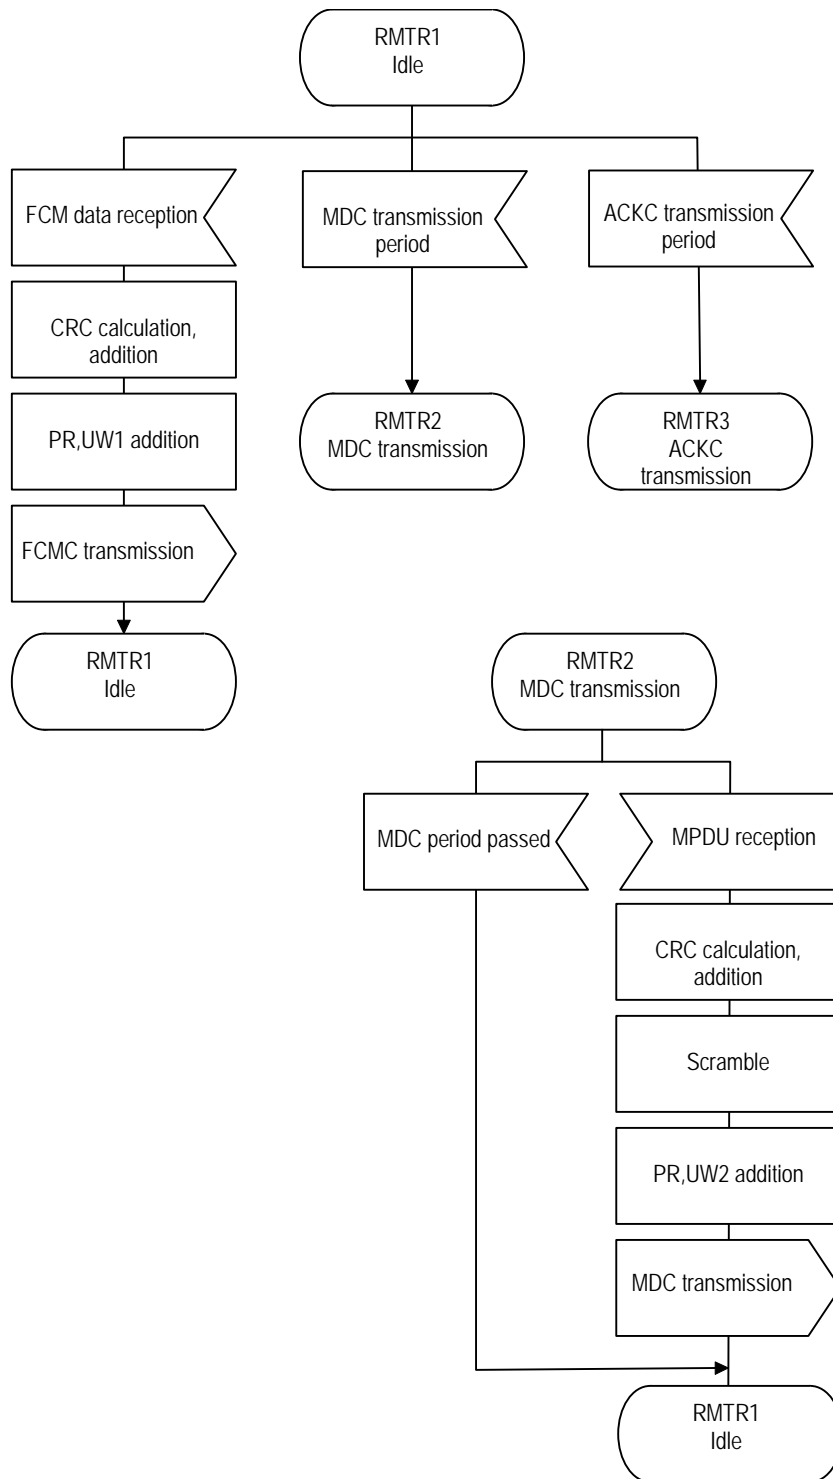 RMTR1
Idle
FCM data reception
MDC transmission
period
ACKC transmission
period
CRC calculation,
addition
PR,UW1 addition
RMTR2
MDC transmission
RMTR3
ACKC
transmission
FCMC transmission
RMTR1
Idle
RMTR2
MDC transmission
MDC period passed
MPDU reception
CRC calculation,
addition
Scramble
PR,UW2 addition
MDC transmission
RMTR1
Idle